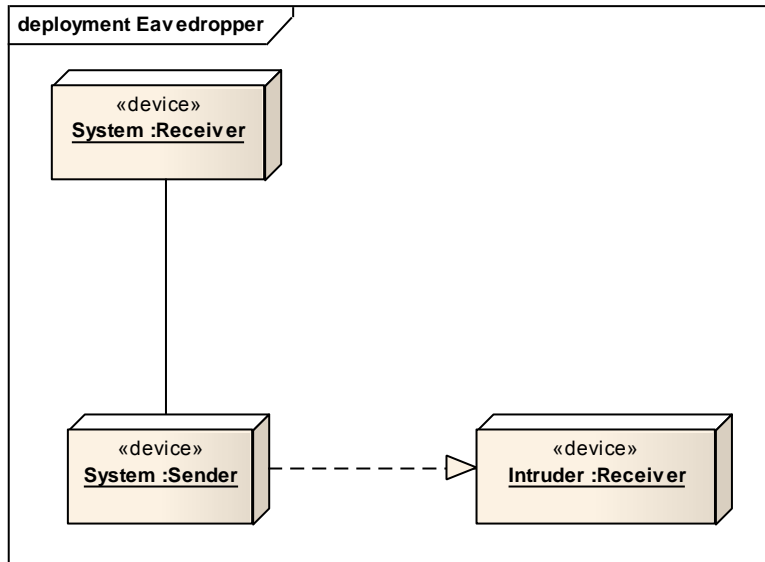 deployment Eavedropper
«device»
System :Receiver
«device»
System :Sender
«device»
Intruder :Receiver